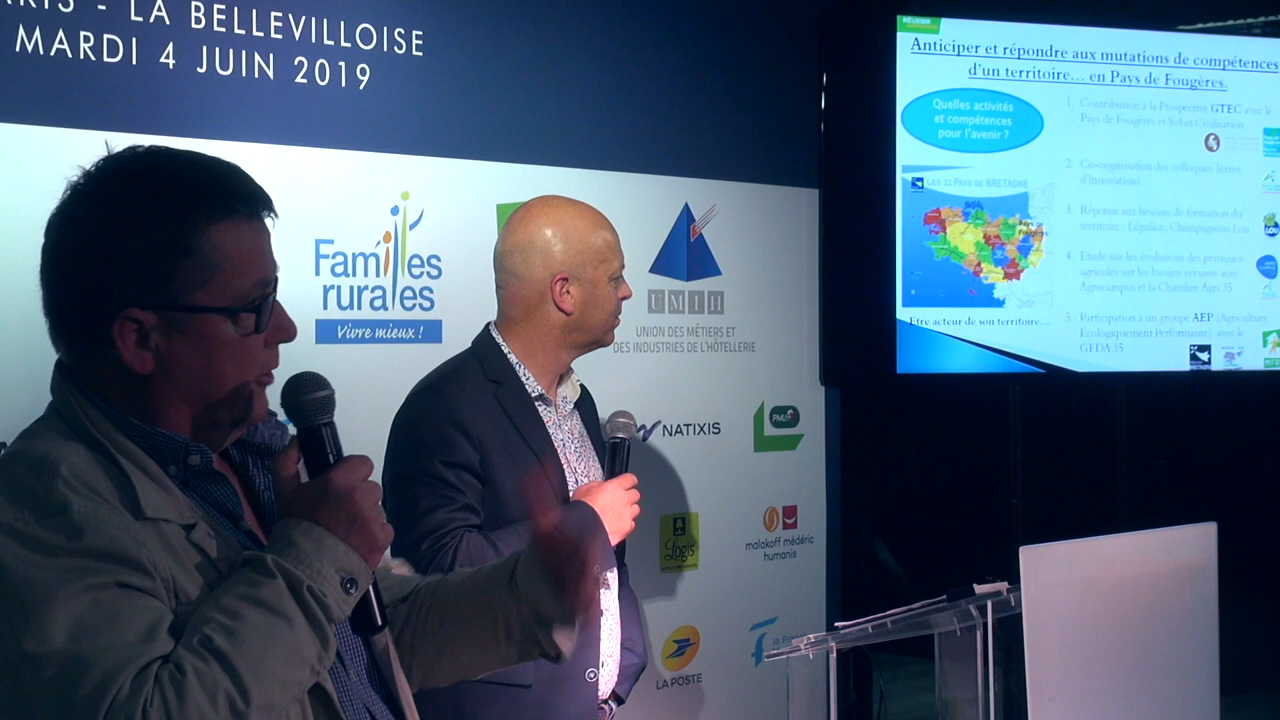 RIS - LA BELLEVILLOISE
MARDI 4 JUIN 2019
Familles
rurales
Vivre mieux !
UMIH
UNION DES MÉTIERS ET
DES INDUSTRIES DE L'HÔTELLERIE
NATIXIS
PMU
Logis
malakoff médéric
humanis
LA POSTE
RÉUSSIR
Anticiper et répondre aux mutations de compétences
d'un territoire... en Pays de Fougères.
Quelles activités
et compétences
pour l'avenir ?
LES 21 PAYS DE BRETAGNE
Etre acteur de son territoire...
1. Contribution à la Prospective GTEC avec le
Pays de Fougères et Sol et Civilisation
2. Co-organisation des colloques Terres
d'innovations
3. Réponse aux besoins de formation du
territoire : Légulice, Champignons Lou
4. Etude sur les évolutions des pratiques
agricoles sur les bassins versants avec
Agrocampus et la Chambre Agri 35
5. Participation à un groupe AEP (Agriculture
Ecologiquement Performante) avec le
GEDA 35